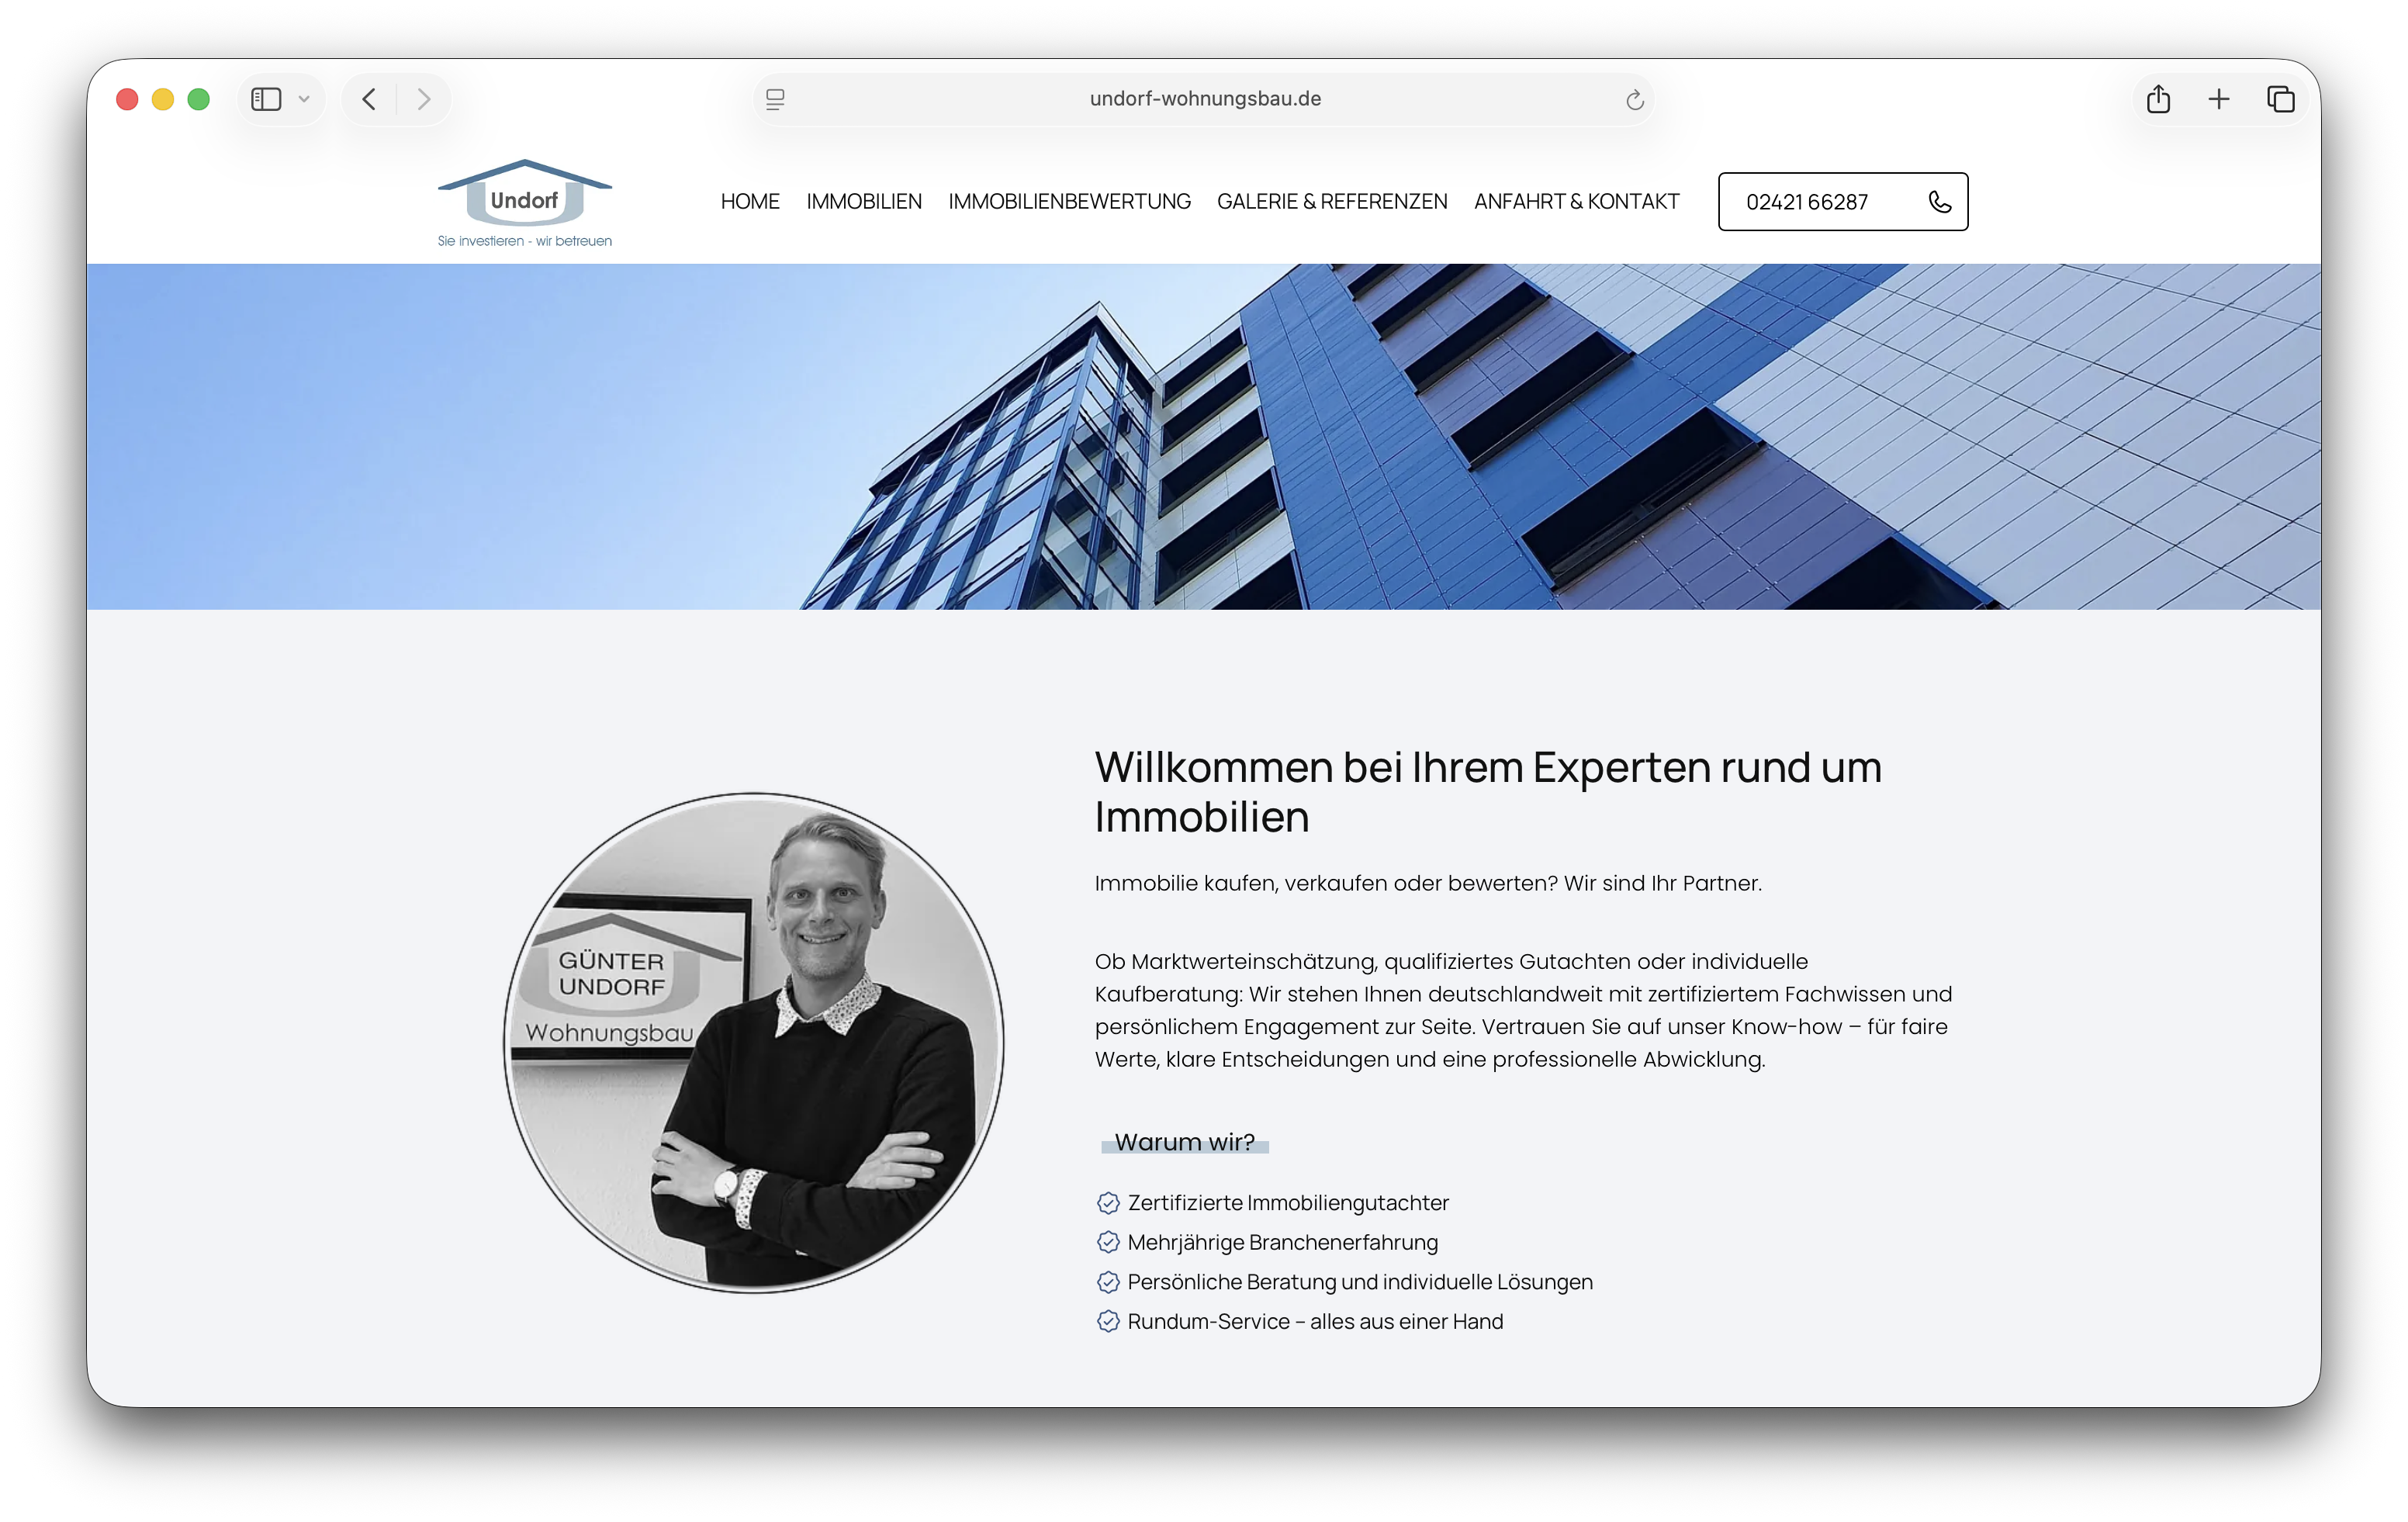 undorf-wohnungsbau.de
Undorf
Sie investieren - wir betreuen
HOME IMMOBILIEN IMMOBILIENBEWERTUNG GALERIE & REFERENZEN ANFAHRT & KONTAKT 02421 66287
Willkommen bei Ihrem Experten rund um
Immobilien
Immobilie kaufen, verkaufen oder bewerten? Wir sind Ihr Partner.
GÜNTER
UNDORF
Wohnungsbau
Ob Marktwerteinschätzung, qualifiziertes Gutachten oder individuelle
Kaufberatung: Wir stehen Ihnen deutschlandweit mit zertifiziertem Fachwissen und
persönlichem Engagement zur Seite. Vertrauen Sie auf unser Know-how – für faire
Werte, klare Entscheidungen und eine professionelle Abwicklung.
Warum wir?
Zertifizierte Immobiliengutachter
Mehrjährige Branchenerfahrung
Persönliche Beratung und individuelle Lösungen
Rundum-Service – alles aus einer Hand